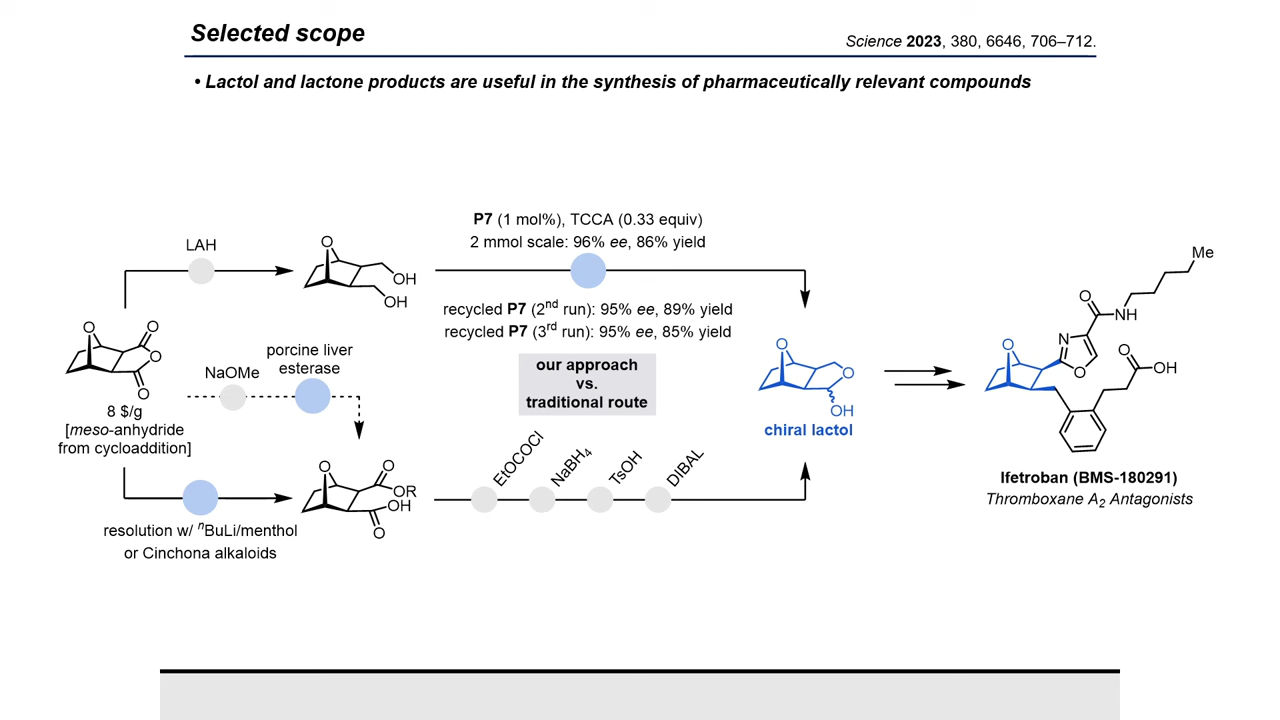 Selected scope
Science 2023, 380, 6646, 706–712.
• Lactol and lactone products are useful in the synthesis of pharmaceutically relevant compounds
LAH
O
OH
OH
P7 (1 mol%), TCCA (0.33 equiv)
2 mmol scale: 96% ee, 86% yield
recycled P7 (2nd run): 95% ee, 89% yield
recycled P7 (3rd run): 95% ee, 85% yield
our approach
vs.
traditional route
O
O
O
O
8 $/g
[meso-anhydride
from cycloaddition]
NaOMe
porcine liver
esterase
resolution w/ nBuLi/menthol
or Cinchona alkaloids
O
O
OR
OH
O
EtOCOCl
NaBH4
TsOH
DIBAL
O
O
OH
chiral lactol
Me
O
NH
N
O
O
O
OH
Ifetroban (BMS-180291)
Thromboxane A2 Antagonists